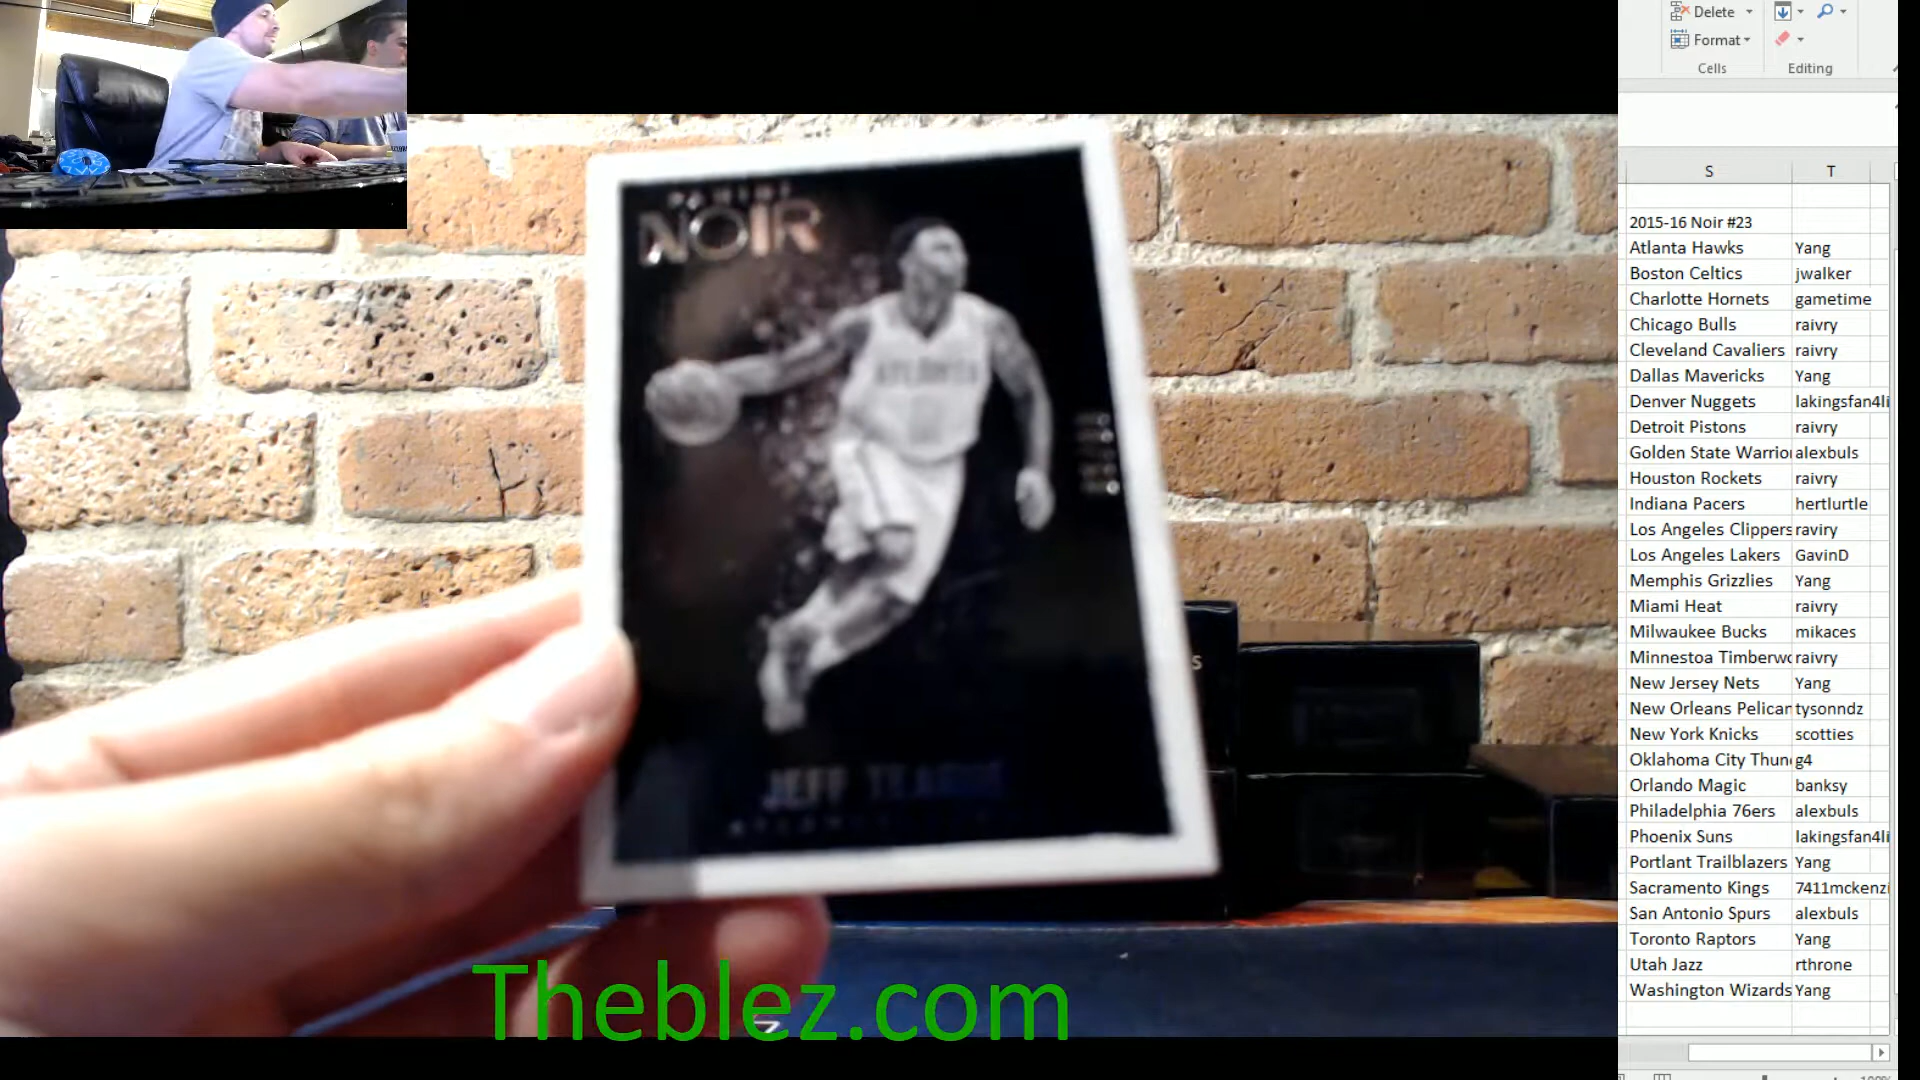 Delete
Format
Cells
Editing
S
T
2015-16 Noir #23
Atlanta Hawks Yang
Boston Celtics jwalker
Charlotte Hornets gametime
Chicago Bulls raivry
Cleveland Cavaliers raivry
Dallas Mavericks Yang
Denver Nuggets lakingsfan4li
Detroit Pistons raivry
Golden State Warrio alexbuls
Houston Rockets raivry
Indiana Pacers hertlurtle
Los Angeles Clippers raviry
Los Angeles Lakers GavinD
Memphis Grizzlies Yang
Miami Heat raivry
Milwaukee Bucks mikaces
Minnestoa Timberwo raivry
New Jersey Nets Yang
New Orleans Pelican tysonndz
New York Knicks scotties
Oklahoma City Thun g4
Orlando Magic banksy
Philadelphia 76ers alexbuls
Phoenix Suns lakingsfan4li
Portlant Trailblazers Yang
Sacramento Kings 7411mckenzi
San Antonio Spurs alexbuls
Toronto Raptors Yang
Utah Jazz rthrone
Washington Wizards Yang
PANINI
NOIR
ATLANTA
JEFF TEAGUE
Theblez.com